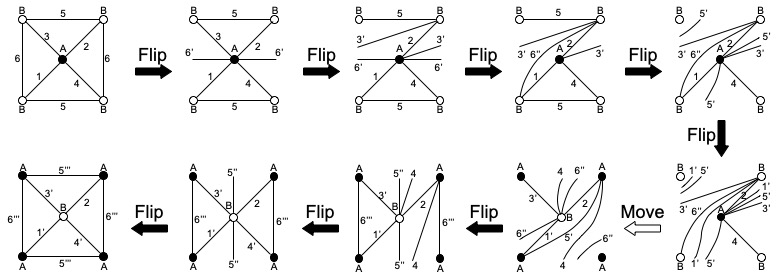 B 5 B
3 A 2
6 6
1 4
B 5 B
Flip
B 5 B
3 2
6' A 6'
1 4
B 5 B
Flip
B 5 B
3' A 2 3'
6' 6'
1 4
B 5 B
Flip
B B
3' 6'' A 2 3'
1 4
B 5 B
Flip
B 5' B
3' 6'' A 2 3'
1 4
B 5' B
Flip
A 5''' A
3' B 2
6''' 6'''
1' 4'
A 5''' A
Flip
A 5'' A
3' B 2
6''' 6'''
1' 4'
A 5'' A
Flip
A 5'' 4 A
3' B 2
6''' 6'''
1'
A 5'' 4 A
Flip
A 4 6'' A
3' B 2
6'' 1' 5'
A 4 6'' A
Move
B 1' 5' B
1'
5'
3' 6'' A 2 3'
B 1' 5' 4 B